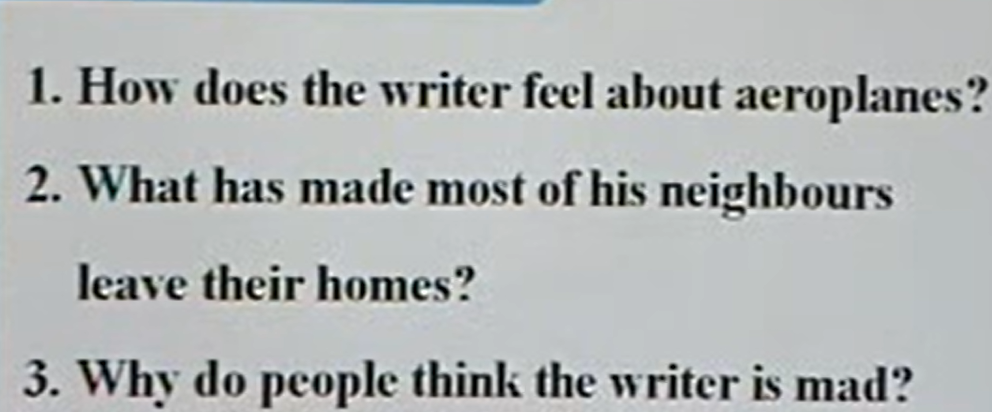 1. How does the writer feel about aeroplanes?
2. What has made most of his neighbours
leave their homes?
3. Why do people think the writer is mad?